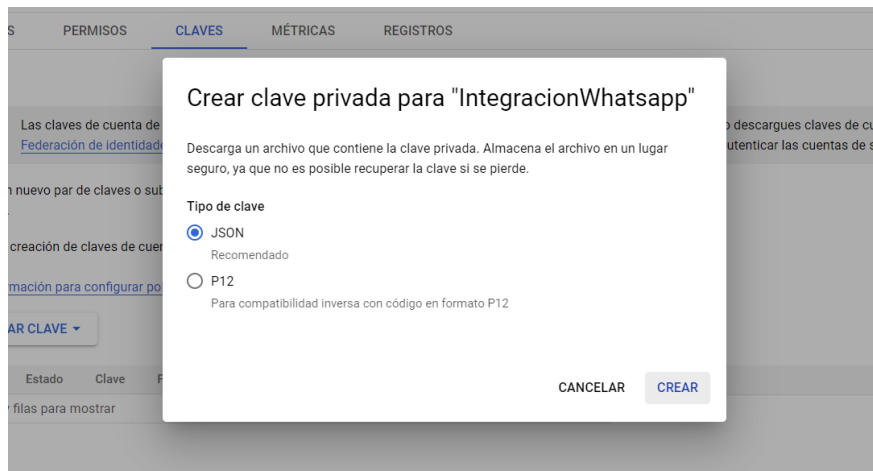 S PERMISOS CLAVES MÉTRICAS REGISTROS
Crear clave privada para "IntegracionWhatsapp"
Las claves de cuenta de
Federación de identidade
descargues claves de cu
utenticar las cuentas de s
Descarga un archivo que contiene la clave privada. Almacena el archivo en un lugar
seguro, ya que no es posible recuperar la clave si se pierde.
nuevo par de claves o sub
Tipo de clave
JSON
Recomendado
creación de claves de cuen
P12
Para compatibilidad inversa con código en formato P12
mación para configurar pol
AR CLAVE
CANCELAR CREAR
Estado Clave F
filas para mostrar